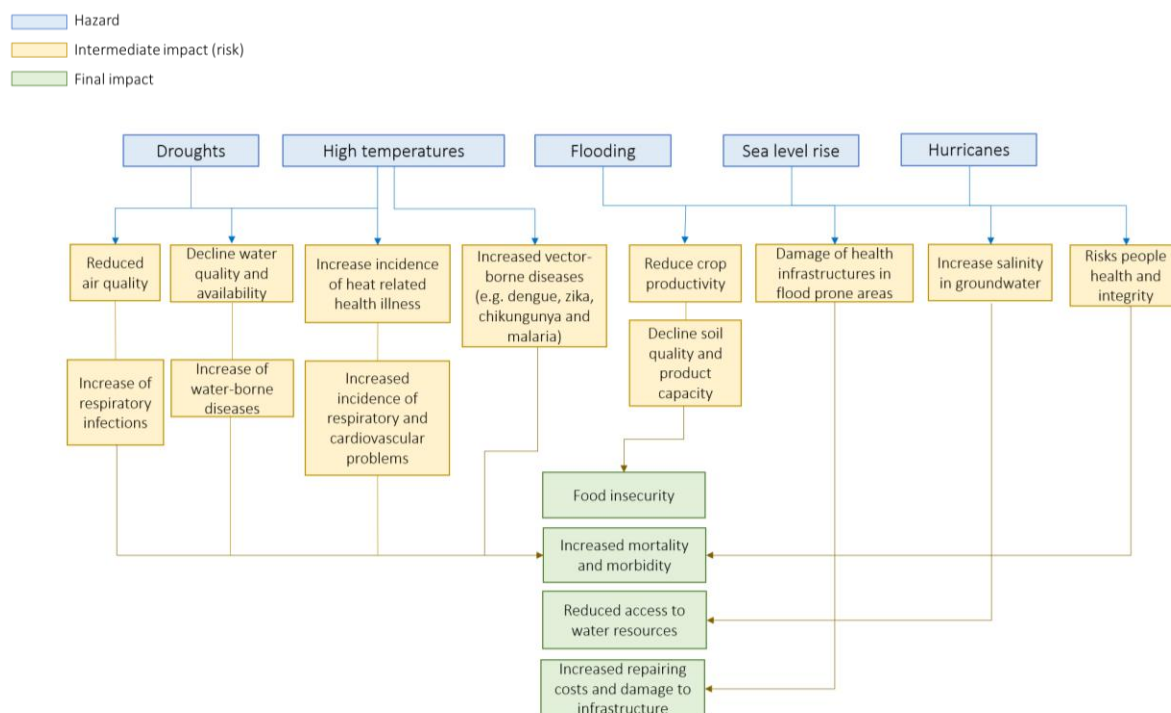 Hazard
Intermediate impact (risk)
Final impact
Droughts
High temperatures
Flooding
Sea level rise
Hurricanes
Reduced
air quality
Decline water
quality and
availability
Increase incidence
of heat related
health illness
Increased vector-
borne diseases
(e.g. dengue, zika,
chikungunya and
malaria)
Reduce crop
productivity
Damage of health
infrastructures in
flood prone areas
Increase salinity
in groundwater
Risks people
health and
integrity
Increase of
respiratory
infections
Increase of
water-borne
diseases
Increased
incidence of
respiratory and
cardiovascular
problems
Decline soil
quality and
product
capacity
Food insecurity
Increased mortality
and morbidity
Reduced access to
water resources
Increased repairing
costs and damage to
infrastructure